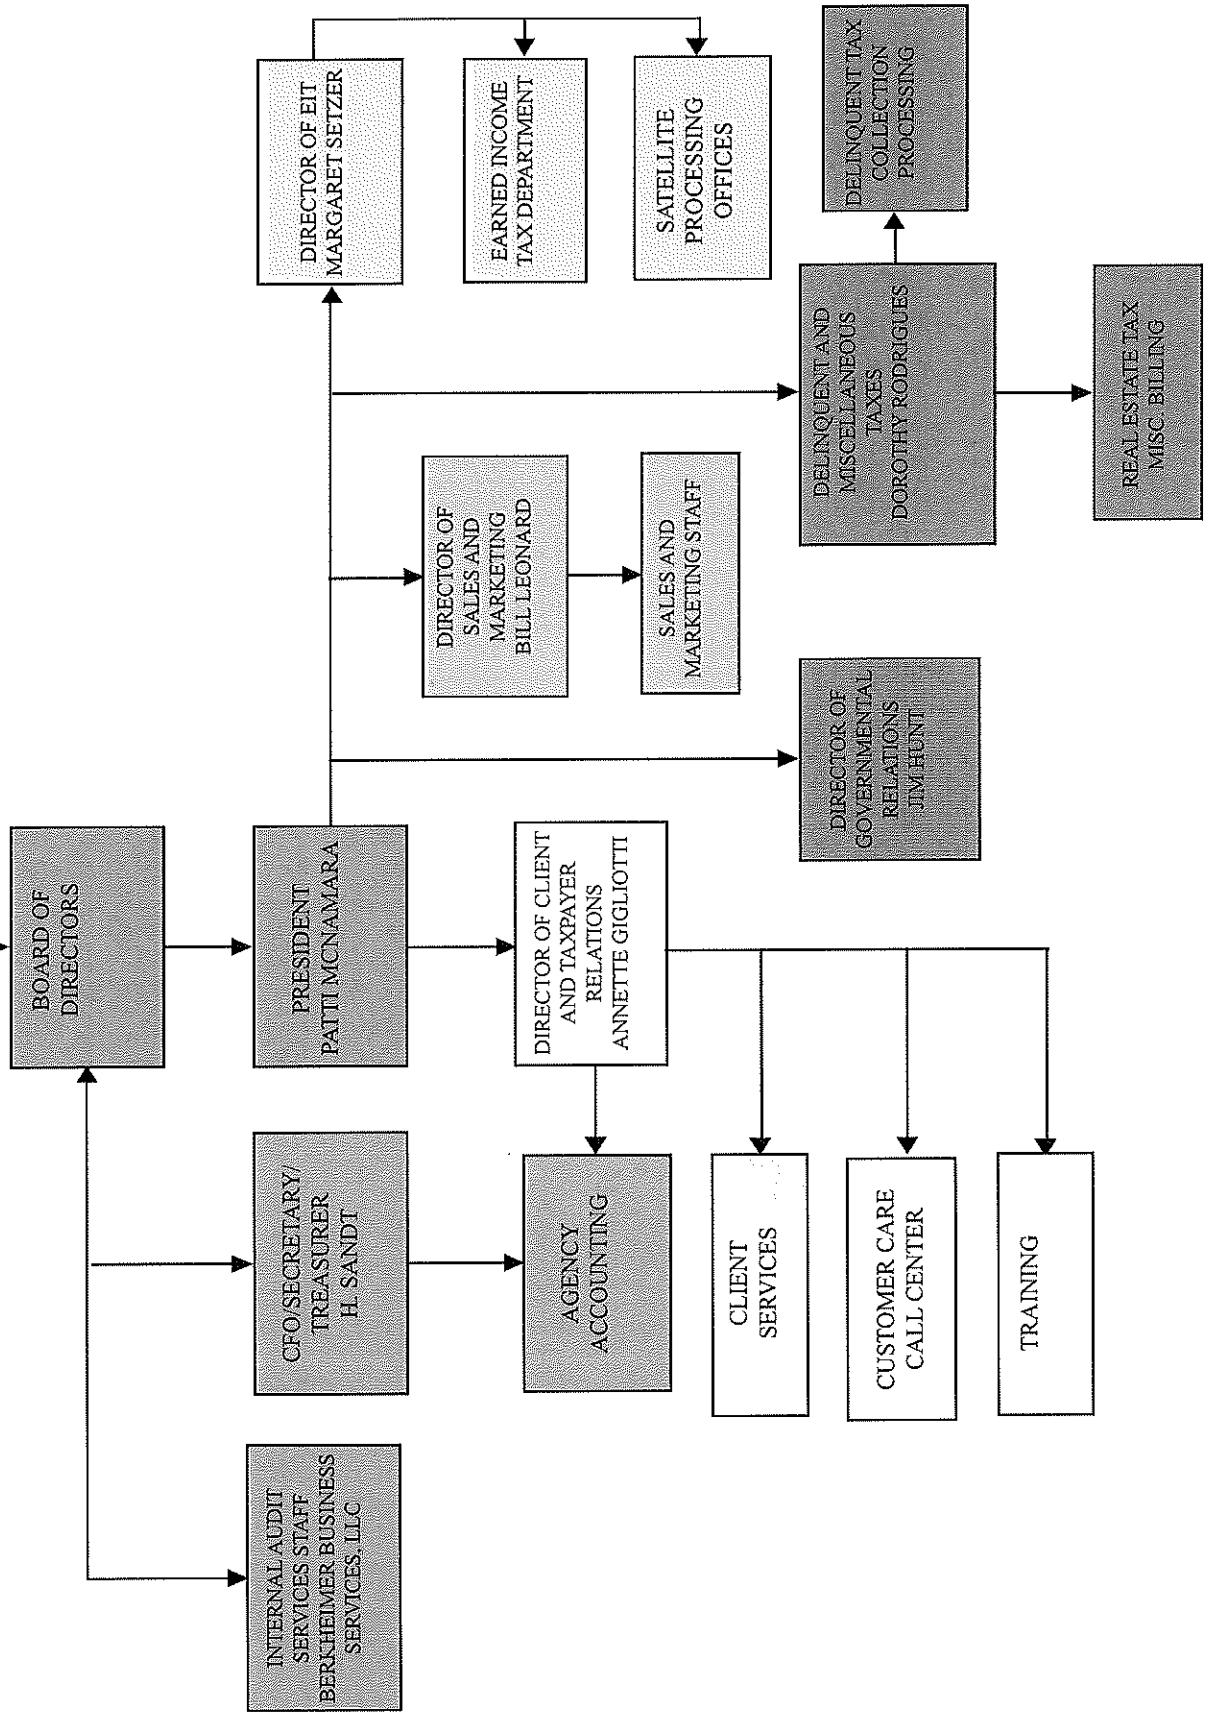 BOARD OF
DIRECTORS
INTERNAL AUDIT
SERVICES STAFF
BERKHEIMER BUSINESS
SERVICES, LLC
CFO/SECRETARY/
TREASURER
H. SANDT
PRESIDENT
PATTI MCNAMARA
DIRECTOR OF EIT
MARGARET SETZER
AGENCY
ACCOUNTING
DIRECTOR OF CLIENT
AND TAXPAYER
RELATIONS
ANNETTE GIGLIOTTI
DIRECTOR OF
SALES AND
MARKETING
BILL LEONARD
EARNED INCOME
TAX DEPARTMENT
SALES AND
MARKETING STAFF
SATELLITE
PROCESSING
OFFICES
CLIENT
SERVICES
CUSTOMER CARE
CALL CENTER
TRAINING
DIRECTOR OF
GOVERNMENTAL
RELATIONS
JIM HUNT
DELINQUENT AND
MISCELLANEOUS
TAXES
DOROTHY RODRIGUES
DELINQUENT TAX
COLLECTION
PROCESSING
REAL ESTATE TAX
MISC. BILLING